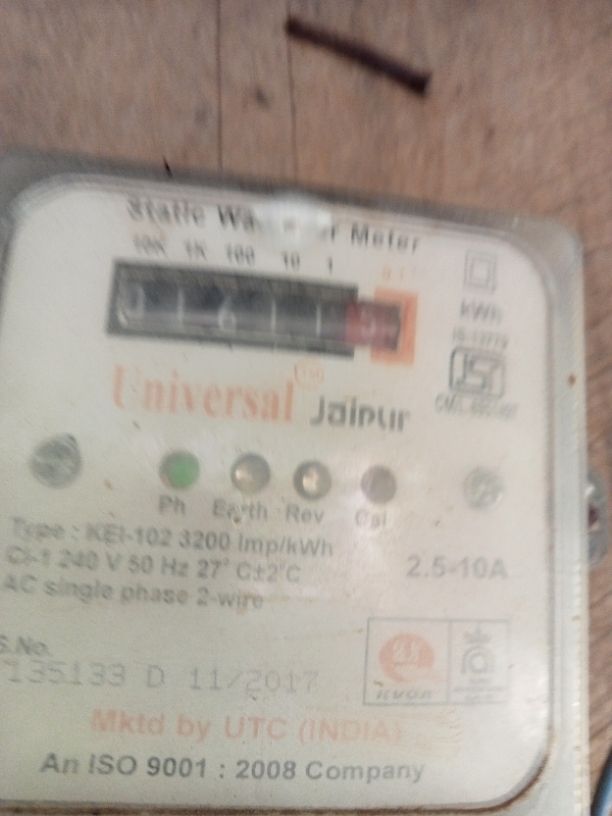 Static Meter
10K 1K 100 10 1
kWh
Universal Jaipur
Ph Earth Rev Cal
Type : KEI-102 3200 Imp/kWh
Cl-1 240 V 50 Hz 27° C±2°C
2.5-10A
AC single phase 2-wire
S.No.
135133 D 11/2017
Mktd by UTC (INDIA)
An ISO 9001 : 2008 Company